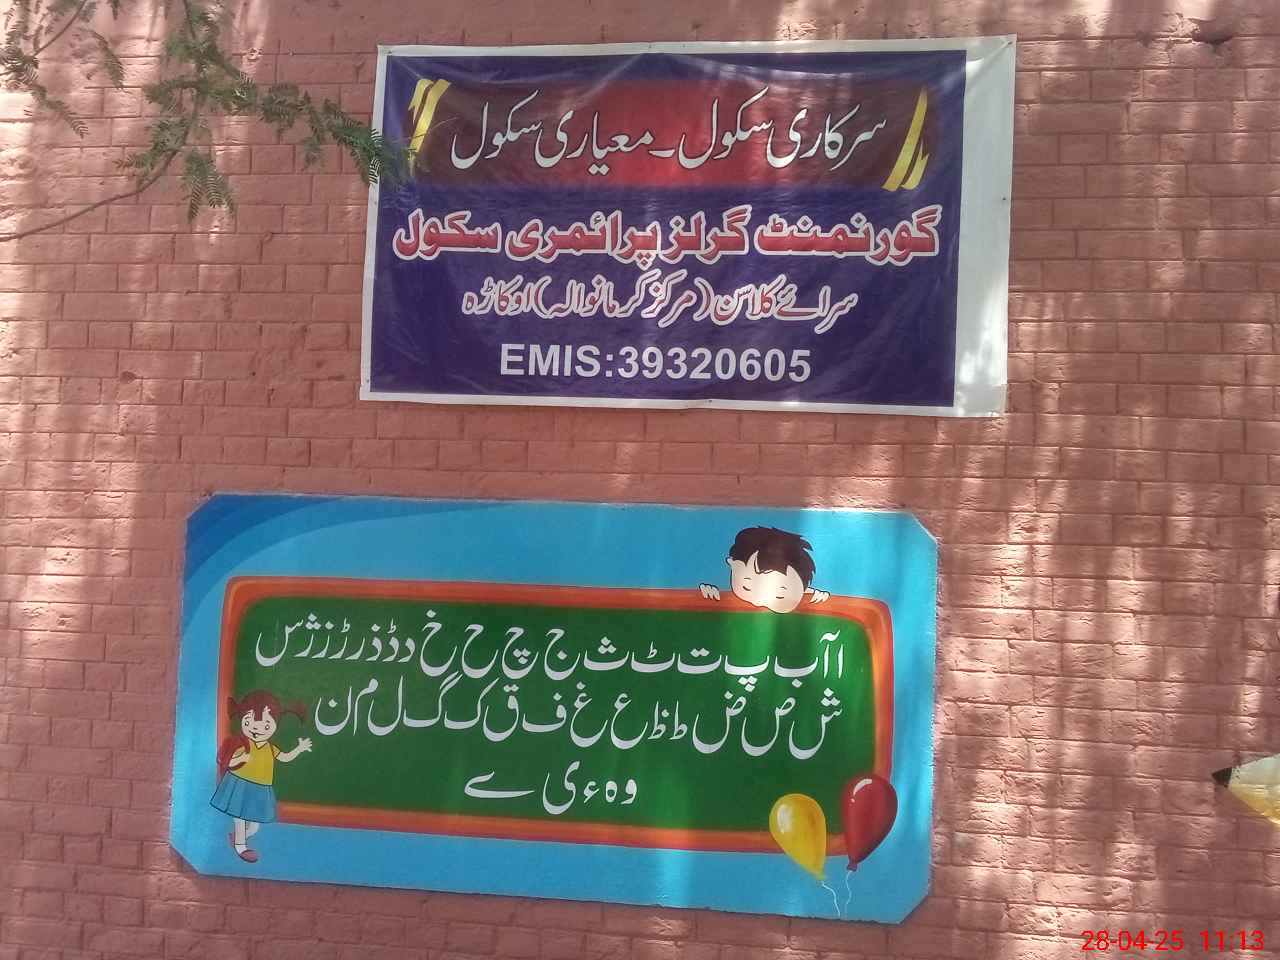 سرکاری سکول۔معیاری سکول
گورنمنٹ گرلز پرائمری سکول
سرائے کلاسن (مرکز کرمانوالہ) اوکاڑہ
EMIS:39320605
ا آ ب پ ت ٹ ث ج چ ح خ د ڈ ذ ر ڑ ز ژ س
ش ص ض ط ظ ع غ ف ق ک گ ل م ن
و ہ ء ی ے
28-04-25 11:13